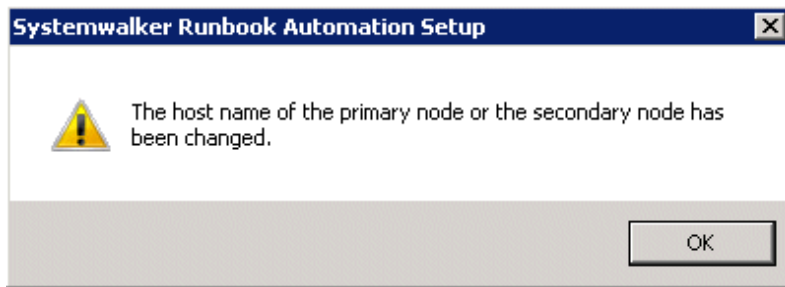 Systemwalker Runbook Automation Setup
The host name of the primary node or the secondary node has
been changed.
OK